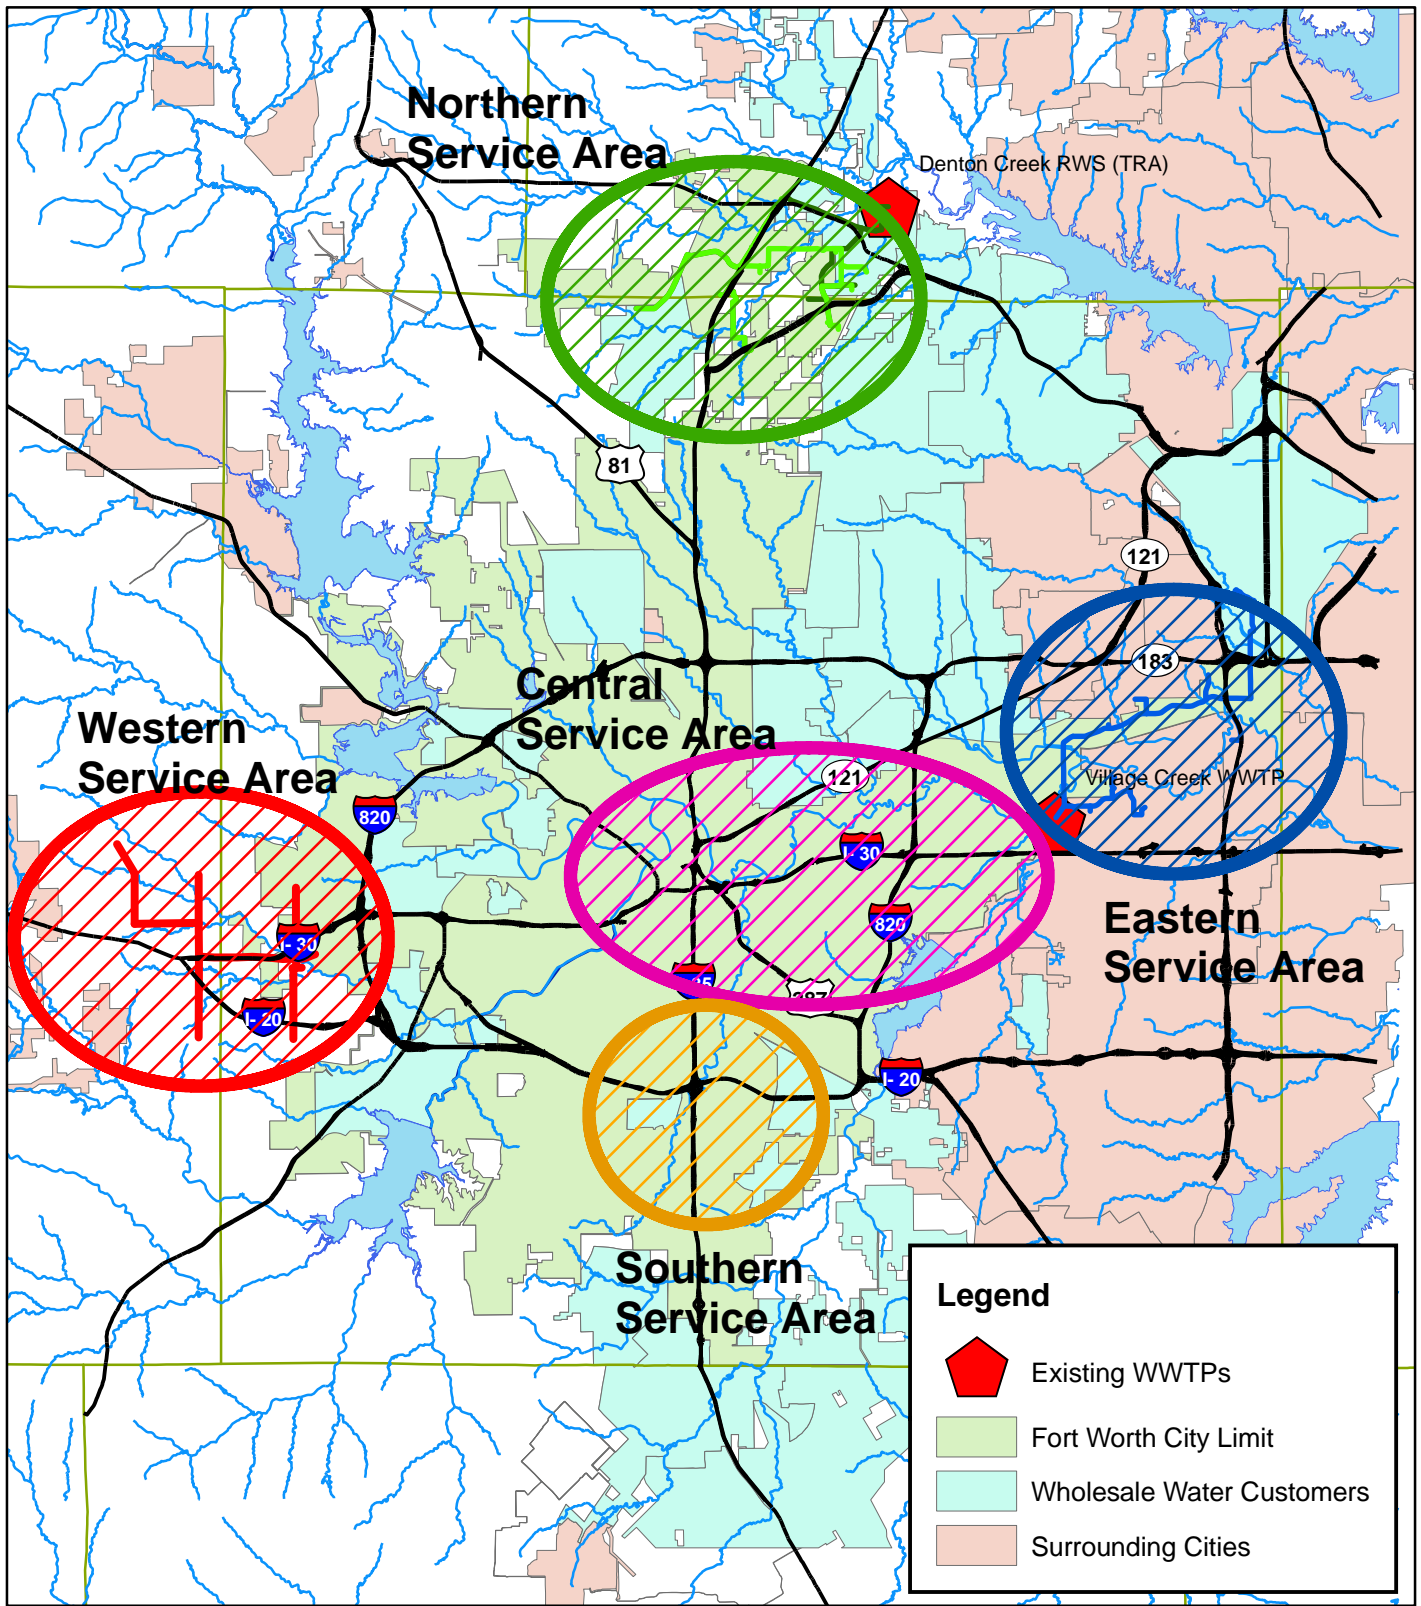 Northern
Service Area
Denton Creek RWS (TRA)
81
121
183
Central
Service Area
Western
Service Area
121
Village Creek WWTP
820
I- 30
820
Eastern
Service Area
I- 30
I- 20
I- 20
Southern
Service Area
Legend
Existing WWTPs
Fort Worth City Limit
Wholesale Water Customers
Surrounding Cities